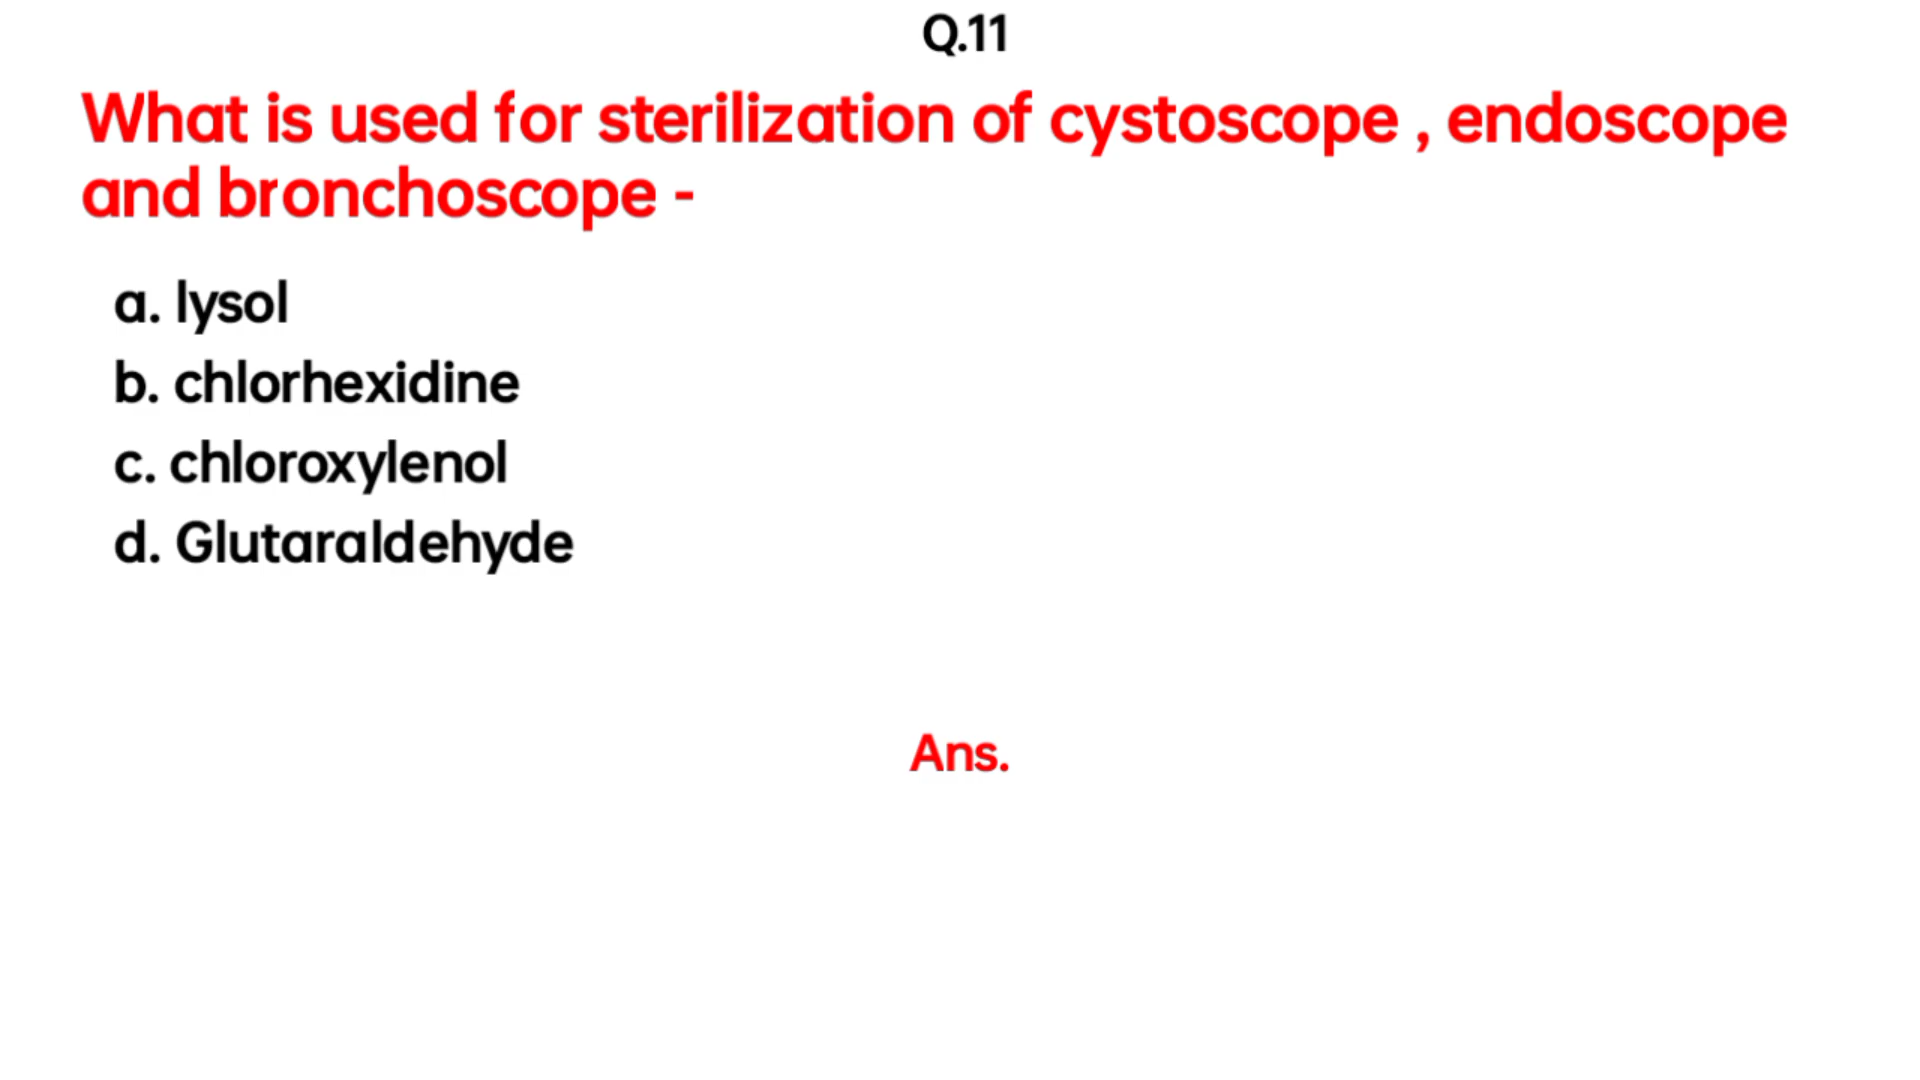 Q.11
What is used for sterilization of cystoscope , endoscope
and bronchoscope -
a. lysol
b. chlorhexidine
c. chloroxylenol
d. Glutaraldehyde
Ans.